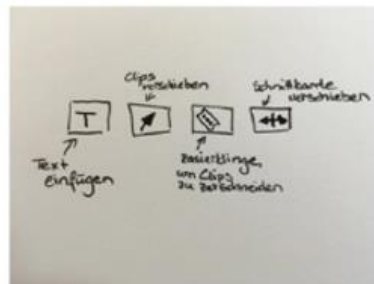 Clips
verschieben
Schnittkante
verschieben
T
Text
einfügen
Rasierklinge,
um Clips
zu zerschneiden